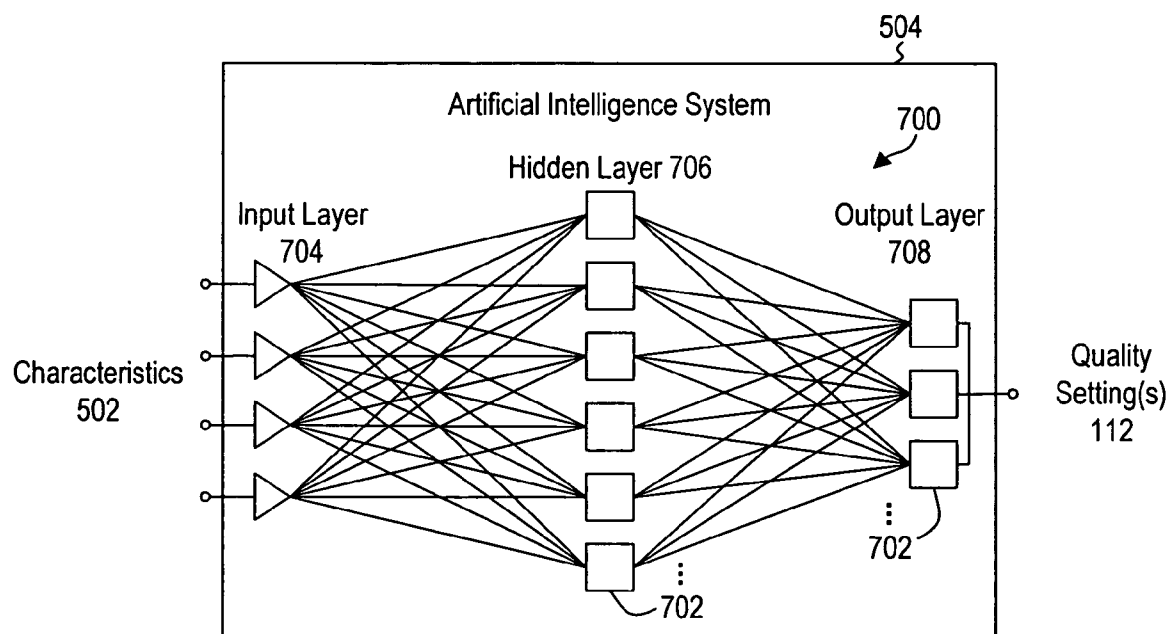 504
Artificial Intelligence System
700
Hidden Layer 706
Input Layer
704
Output Layer
708
Characteristics
502
Quality
Setting(s)
112
702
702